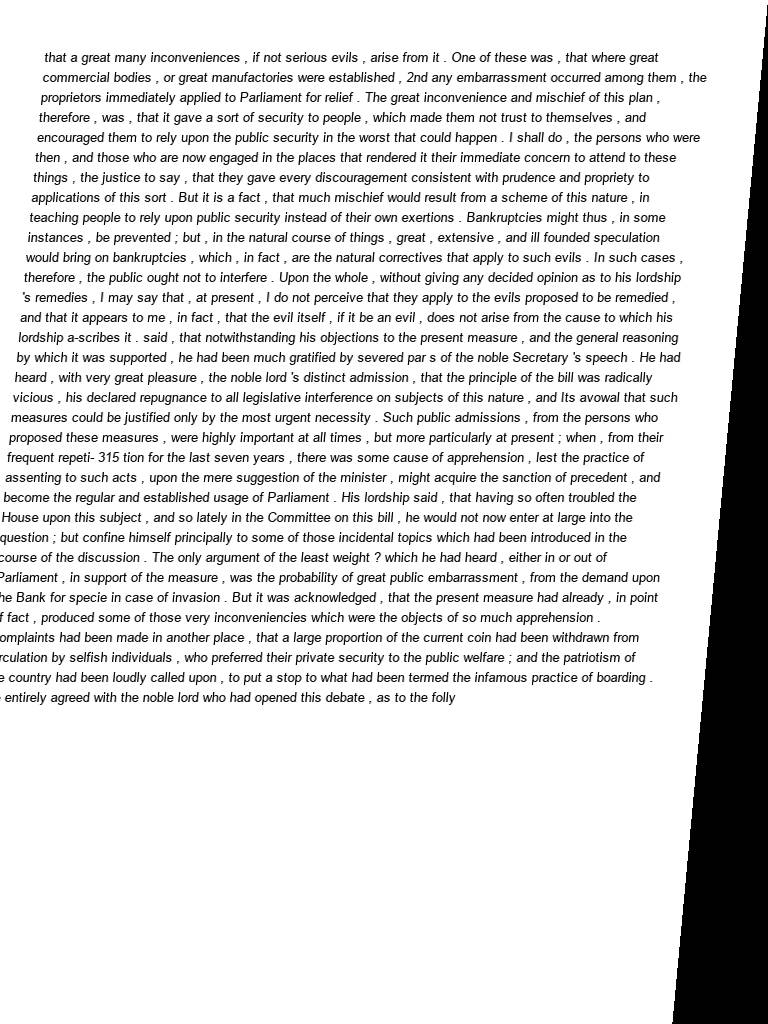 that a great many inconveniences , if not serious evils , arise from it . One of these was , that where great
commercial bodies , or great manufactories were established , 2nd any embarrassment occurred among them , the
proprietors immediately applied to Parliament for relief . The great inconvenience and mischief of this plan ,
therefore , was , that it gave a sort of security to people , which made them not trust to themselves , and
encouraged them to rely upon the public security in the worst that could happen . I shall do , the persons who were
then , and those who are now engaged in the places that rendered it their immediate concern to attend to these
things , the justice to say , that they gave every discouragement consistent with prudence and propriety to
applications of this sort . But it is a fact , that much mischief would result from a scheme of this nature , in
teaching people to rely upon public security instead of their own exertions . Bankruptcies might thus , in some
instances , be prevented ; but , in the natural course of things , great , extensive , and ill founded speculation
would bring on bankruptcies , which , in fact , are the natural correctives that apply to such evils . In such cases ,
therefore , the public ought not to interfere . Upon the whole , without giving any decided opinion as to his lordship
's remedies , I may say that , at present , I do not perceive that they apply to the evils proposed to be remedied ,
and that it appears to me , in fact , that the evil itself , if it be an evil , does not arise from the cause to which his
lordship a-scribes it . said , that notwithstanding his objections to the present measure , and the general reasoning
by which it was supported , he had been much gratified by severed par s of the noble Secretary 's speech . He had
heard , with very great pleasure , the noble lord 's distinct admission , that the principle of the bill was radically
vicious , his declared repugnance to all legislative interference on subjects of this nature , and Its avowal that such
measures could be justified only by the most urgent necessity . Such public admissions , from the persons who
proposed these measures , were highly important at all times , but more particularly at present ; when , from their
frequent repeti- 315 tion for the last seven years , there was some cause of apprehension , lest the practice of
assenting to such acts , upon the mere suggestion of the minister , might acquire the sanction of precedent , and
become the regular and established usage of Parliament . His lordship said , that having so often troubled the
House upon this subject , and so lately in the Committee on this bill , he would not now enter at large into the
question ; but confine himself principally to some of those incidental topics which had been introduced in the
course of the discussion . The only argument of the least weight ? which he had heard , either in or out of
Parliament , in support of the measure , was the probability of great public embarrassment , from the demand upon
he Bank for specie in case of invasion . But it was acknowledged , that the present measure had already , in point
f fact , produced some of those very inconveniencies which were the objects of so much apprehension .
omplaints had been made in another place , that a large proportion of the current coin had been withdrawn from
rculation by selfish individuals , who preferred their private security to the public welfare ; and the patriotism of
e country had been loudly called upon , to put a stop to what had been termed the infamous practice of boarding .
entirely agreed with the noble lord who had opened this debate , as to the folly